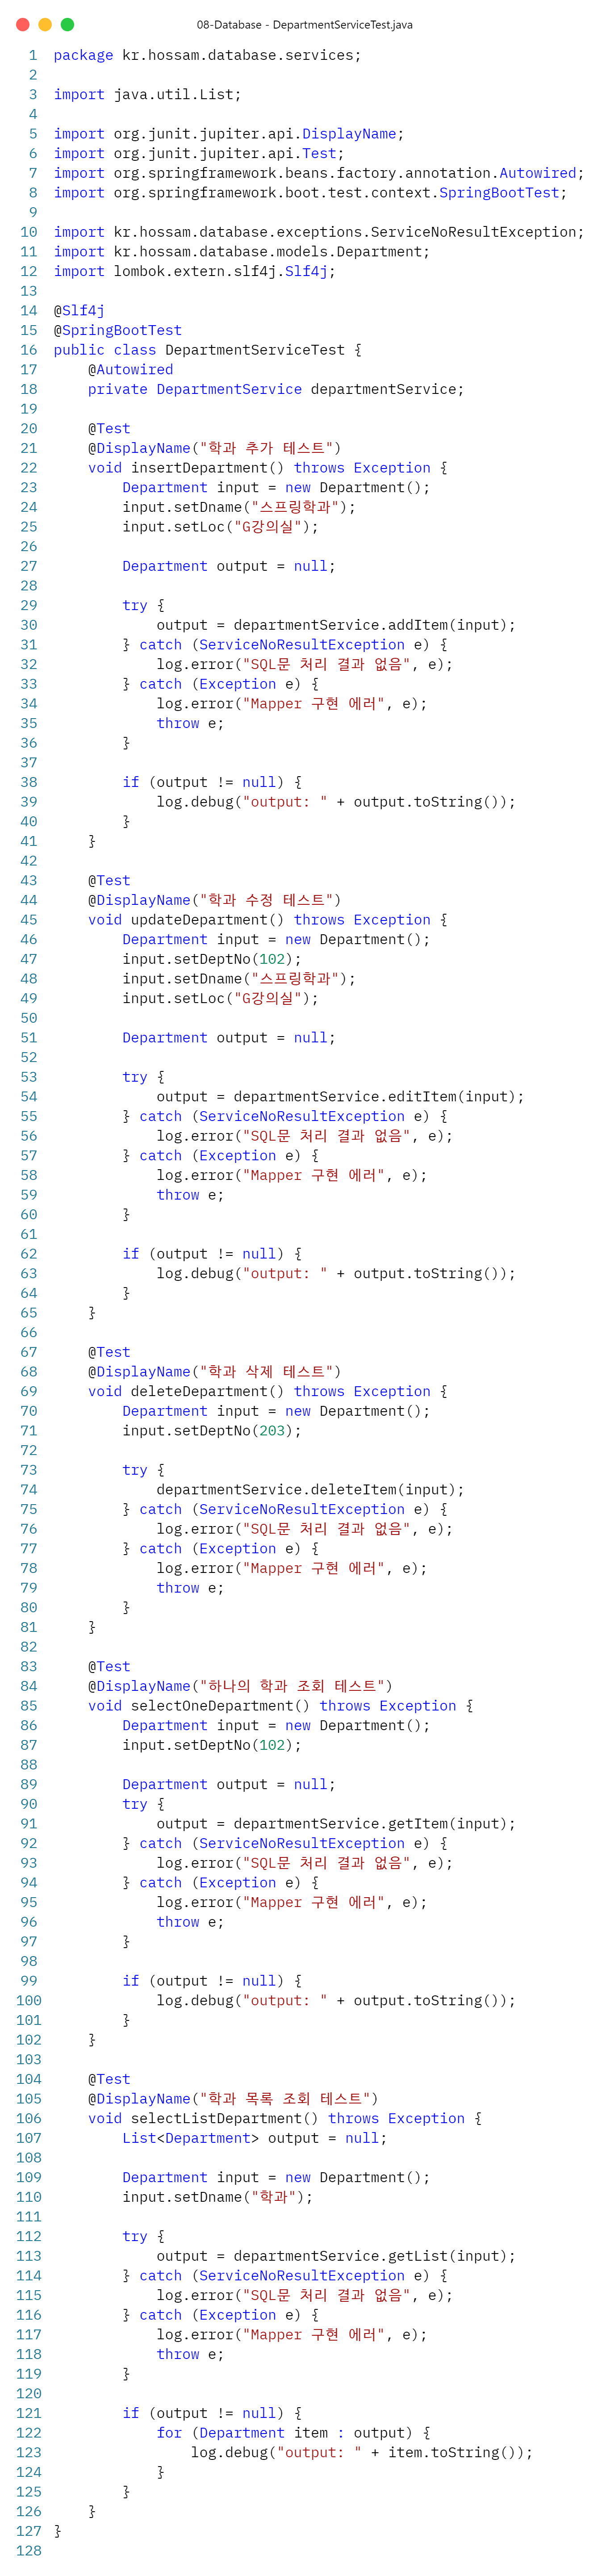 08-Database - DepartmentServiceTest.java
1 package kr.hossam.database.services;
2
3 import java.util.List;
4
5 import org.junit.jupiter.api.DisplayName;
6 import org.junit.jupiter.api.Test;
7 import org.springframework.beans.factory.annotation.Autowired;
8 import org.springframework.boot.test.context.SpringBootTest;
9
10 import kr.hossam.database.exceptions.ServiceNoResultException;
11 import kr.hossam.database.models.Department;
12 import lombok.extern.slf4j.Slf4j;
13
14 @Slf4j
15 @SpringBootTest
16 public class DepartmentServiceTest {
17     @Autowired
18     private DepartmentService departmentService;
19
20     @Test
21     @DisplayName("학과 추가 테스트")
22     void insertDepartment() throws Exception {
23         Department input = new Department();
24         input.setDname("스프링학과");
25         input.setLoc("G강의실");
26
27         Department output = null;
28
29         try {
30             output = departmentService.addItem(input);
31         } catch (ServiceNoResultException e) {
32             log.error("SQL문 처리 결과 없음", e);
33         } catch (Exception e) {
34             log.error("Mapper 구현 에러", e);
35             throw e;
36         }
37
38         if (output != null) {
39             log.debug("output: " + output.toString());
40         }
41     }
42
43     @Test
44     @DisplayName("학과 수정 테스트")
45     void updateDepartment() throws Exception {
46         Department input = new Department();
47         input.setDeptNo(102);
48         input.setDname("스프링학과");
49         input.setLoc("G강의실");
50
51         Department output = null;
52
53         try {
54             output = departmentService.editItem(input);
55         } catch (ServiceNoResultException e) {
56             log.error("SQL문 처리 결과 없음", e);
57         } catch (Exception e) {
58             log.error("Mapper 구현 에러", e);
59             throw e;
60         }
61
62         if (output != null) {
63             log.debug("output: " + output.toString());
64         }
65     }
66
67     @Test
68     @DisplayName("학과 삭제 테스트")
69     void deleteDepartment() throws Exception {
70         Department input = new Department();
71         input.setDeptNo(203);
72
73         try {
74             departmentService.deleteItem(input);
75         } catch (ServiceNoResultException e) {
76             log.error("SQL문 처리 결과 없음", e);
77         } catch (Exception e) {
78             log.error("Mapper 구현 에러", e);
79             throw e;
80         }
81     }
82
83     @Test
84     @DisplayName("하나의 학과 조회 테스트")
85     void selectOneDepartment() throws Exception {
86         Department input = new Department();
87         input.setDeptNo(102);
88
89         Department output = null;
90         try {
91             output = departmentService.getItem(input);
92         } catch (ServiceNoResultException e) {
93             log.error("SQL문 처리 결과 없음", e);
94         } catch (Exception e) {
95             log.error("Mapper 구현 에러", e);
96             throw e;
97         }
98
99         if (output != null) {
100             log.debug("output: " + output.toString());
101         }
102     }
103
104     @Test
105     @DisplayName("학과 목록 조회 테스트")
106     void selectListDepartment() throws Exception {
107         List<Department> output = null;
108
109         Department input = new Department();
110         input.setDname("학과");
111
112         try {
113             output = departmentService.getList(input);
114         } catch (ServiceNoResultException e) {
115             log.error("SQL문 처리 결과 없음", e);
116         } catch (Exception e) {
117             log.error("Mapper 구현 에러", e);
118             throw e;
119         }
120
121         if (output != null) {
122             for (Department item : output) {
123                 log.debug("output: " + item.toString());
124             }
125         }
126     }
127 }
128